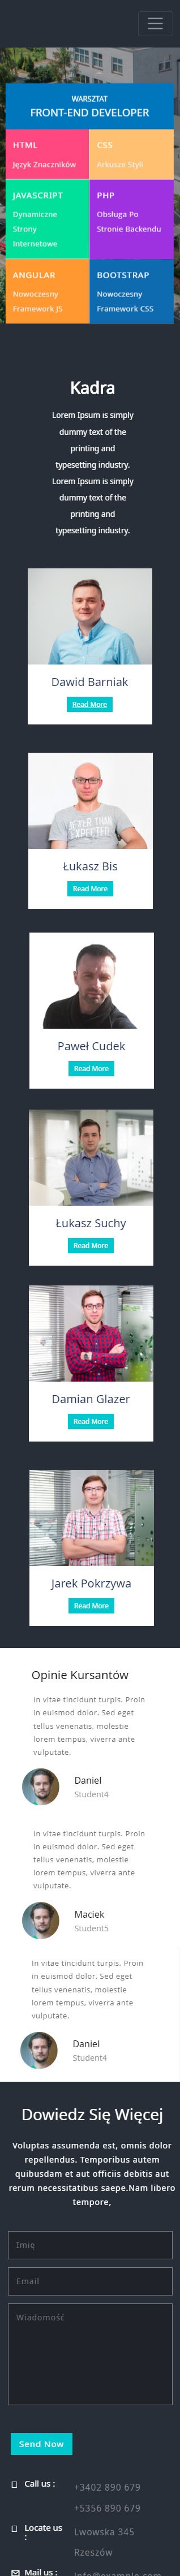 WARSZTAT
FRONT-END DEVELOPER
HTML
Język Znaczników
CSS
Arkusze Styli
JAVASCRIPT
Dynamiczne
Strony
Internetowe
PHP
Obsługa Po
Stronie Backendu
ANGULAR
Nowoczesny
Framework JS
BOOTSTRAP
Nowoczesny
Framework CSS
Kadra
Lorem Ipsum is simply
dummy text of the
printing and
typesetting industry.
Lorem Ipsum is simply
dummy text of the
printing and
typesetting industry.
Dawid Barniak
Read More
Łukasz Bis
Read More
Paweł Cudek
Read More
Łukasz Suchy
Read More
Damian Glazer
Read More
Jarek Pokrzywa
Read More
Opinie Kursantów
In vitae tincidunt turpis. Proin
in euismod dolor. Sed eget
tellus venenatis, molestie
lorem tempus, viverra ante
vulputate.
Daniel
Student4
In vitae tincidunt turpis. Proin
in euismod dolor. Sed eget
tellus venenatis, molestie
lorem tempus, viverra ante
vulputate.
Maciek
Student5
In vitae tincidunt turpis. Proin
in euismod dolor. Sed eget
tellus venenatis, molestie
lorem tempus, viverra ante
vulputate.
Daniel
Student4
Dowiedz Się Więcej
Voluptas assumenda est, omnis dolor
repellendus. Temporibus autem
quibusdam et aut officiis debitis aut
rerum necessitatibus saepe.Nam libero
tempore,
Imię
Email
Wiadomość
Send Now
Call us :
+3402 890 679
+5356 890 679
Locate us
:
Lwowska 345
Rzeszów
Mail us :
info@example.com